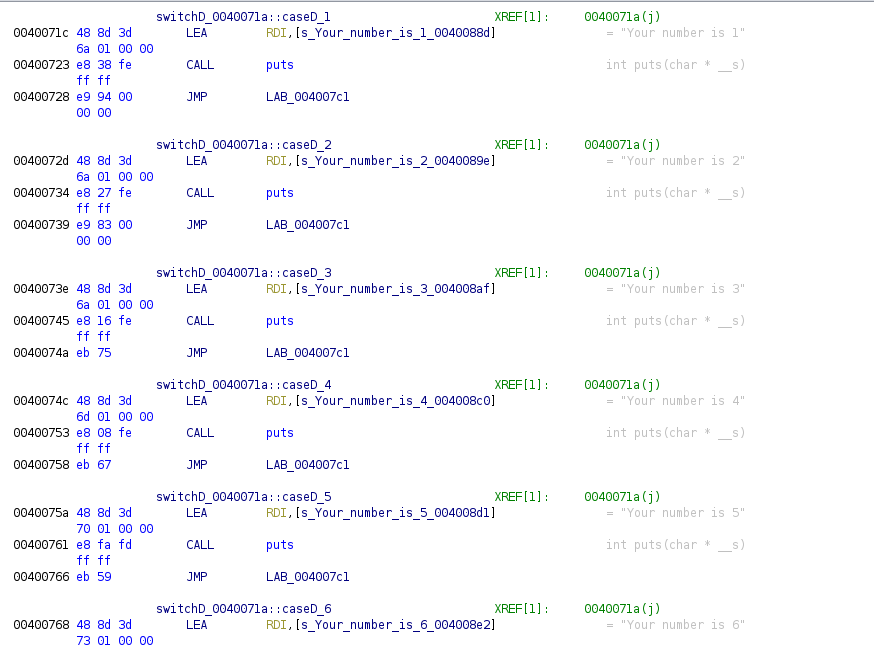 switchD_0040071a::caseD_1 XREF[1]: 0040071a(j)
0040071c 48 8d 3d LEA RDI,[s_Your_number_is_1_0040088d] = "Your number is 1"
6a 01 00 00
00400723 e8 38 fe CALL puts int puts(char * __s)
ff ff
00400728 e9 94 00 JMP LAB_004007c1
00 00
switchD_0040071a::caseD_2 XREF[1]: 0040071a(j)
0040072d 48 8d 3d LEA RDI,[s_Your_number_is_2_0040089e] = "Your number is 2"
6a 01 00 00
00400734 e8 27 fe CALL puts int puts(char * __s)
ff ff
00400739 e9 83 00 JMP LAB_004007c1
00 00
switchD_0040071a::caseD_3 XREF[1]: 0040071a(j)
0040073e 48 8d 3d LEA RDI,[s_Your_number_is_3_004008af] = "Your number is 3"
6a 01 00 00
00400745 e8 16 fe CALL puts int puts(char * __s)
ff ff
0040074a eb 75 JMP LAB_004007c1
switchD_0040071a::caseD_4 XREF[1]: 0040071a(j)
0040074c 48 8d 3d LEA RDI,[s_Your_number_is_4_004008c0] = "Your number is 4"
6d 01 00 00
00400753 e8 08 fe CALL puts int puts(char * __s)
ff ff
00400758 eb 67 JMP LAB_004007c1
switchD_0040071a::caseD_5 XREF[1]: 0040071a(j)
0040075a 48 8d 3d LEA RDI,[s_Your_number_is_5_004008d1] = "Your number is 5"
70 01 00 00
00400761 e8 fa fd CALL puts int puts(char * __s)
ff ff
00400766 eb 59 JMP LAB_004007c1
switchD_0040071a::caseD_6 XREF[1]: 0040071a(j)
00400768 48 8d 3d LEA RDI,[s_Your_number_is_6_004008e2] = "Your number is 6"
73 01 00 00